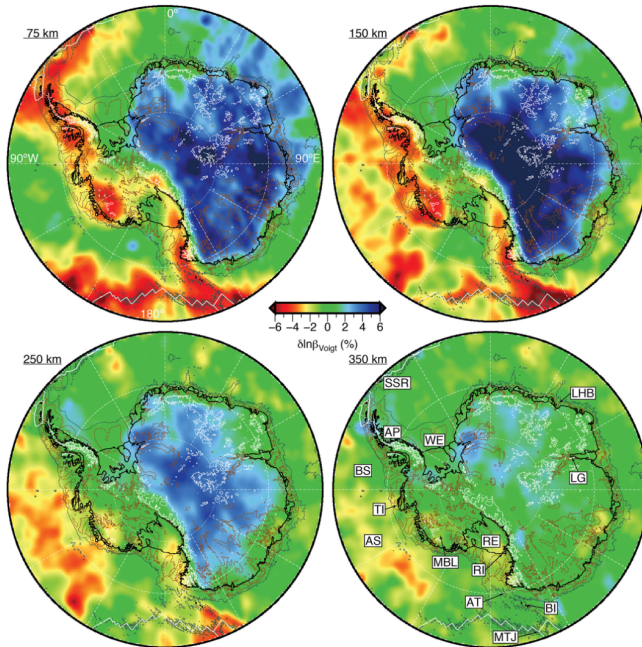 75 km
0°
150 km
90°W
90°E
180°
−6 −4 −2 0 2 4 6
δlnβVoigt (%)
250 km
350 km
SSR
LHB
AP
WE
BS
LG
TI
AS
RE
MBL
RI
AT
BI
MTJ